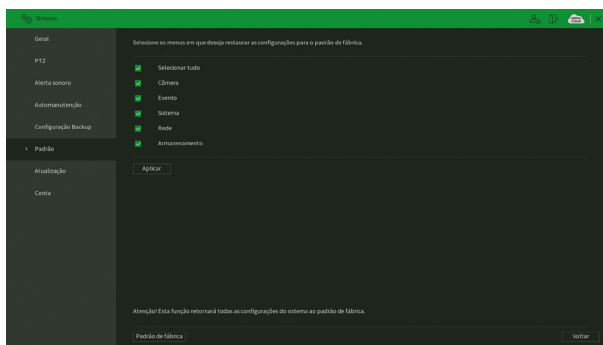 Sistema
Geral
PTZ
Alerta sonoro
Automanutenção
Configuração Backup
Padrão
Atualização
Conta
Selecione os menus em que deseja restaurar as configurações para o padrão de fábrica.
Selecionar tudo
Câmera
Evento
Sistema
Rede
Armazenamento
Aplicar
Atenção! Esta função retornará todas as configurações do sistema ao padrão de fábrica.
Padrão de fábrica
Voltar